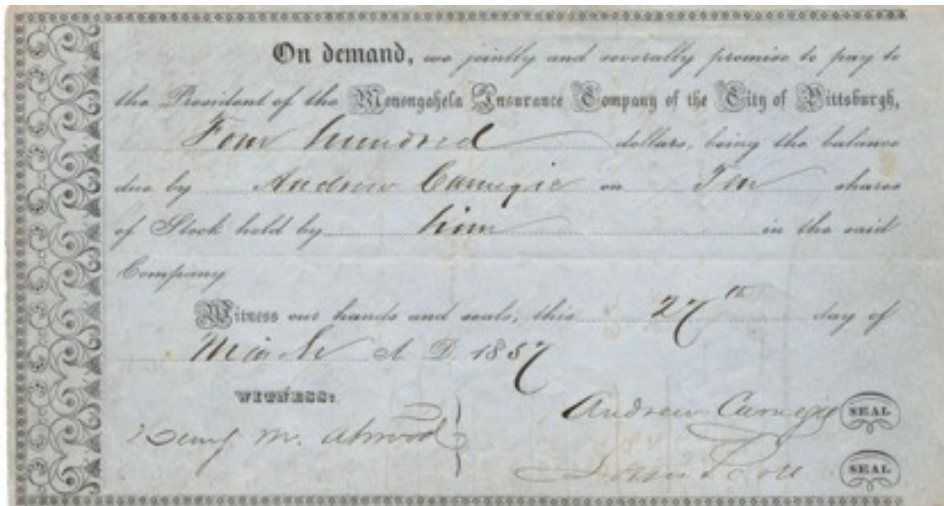 On demand, we jointly and severally promise to pay to
the President of the Monongahela Insurance Company of the City of Pittsburgh,
Four hundred dollars, being the balance
due by Andrew Carnegie on Ten shares
of Stock held by him in the said
Company
Witness our hands and seals, this 27th day of
March A D. 1857
WITNESS:
Andrew Carnegie SEAL
Benj. M. Atwood
SEAL